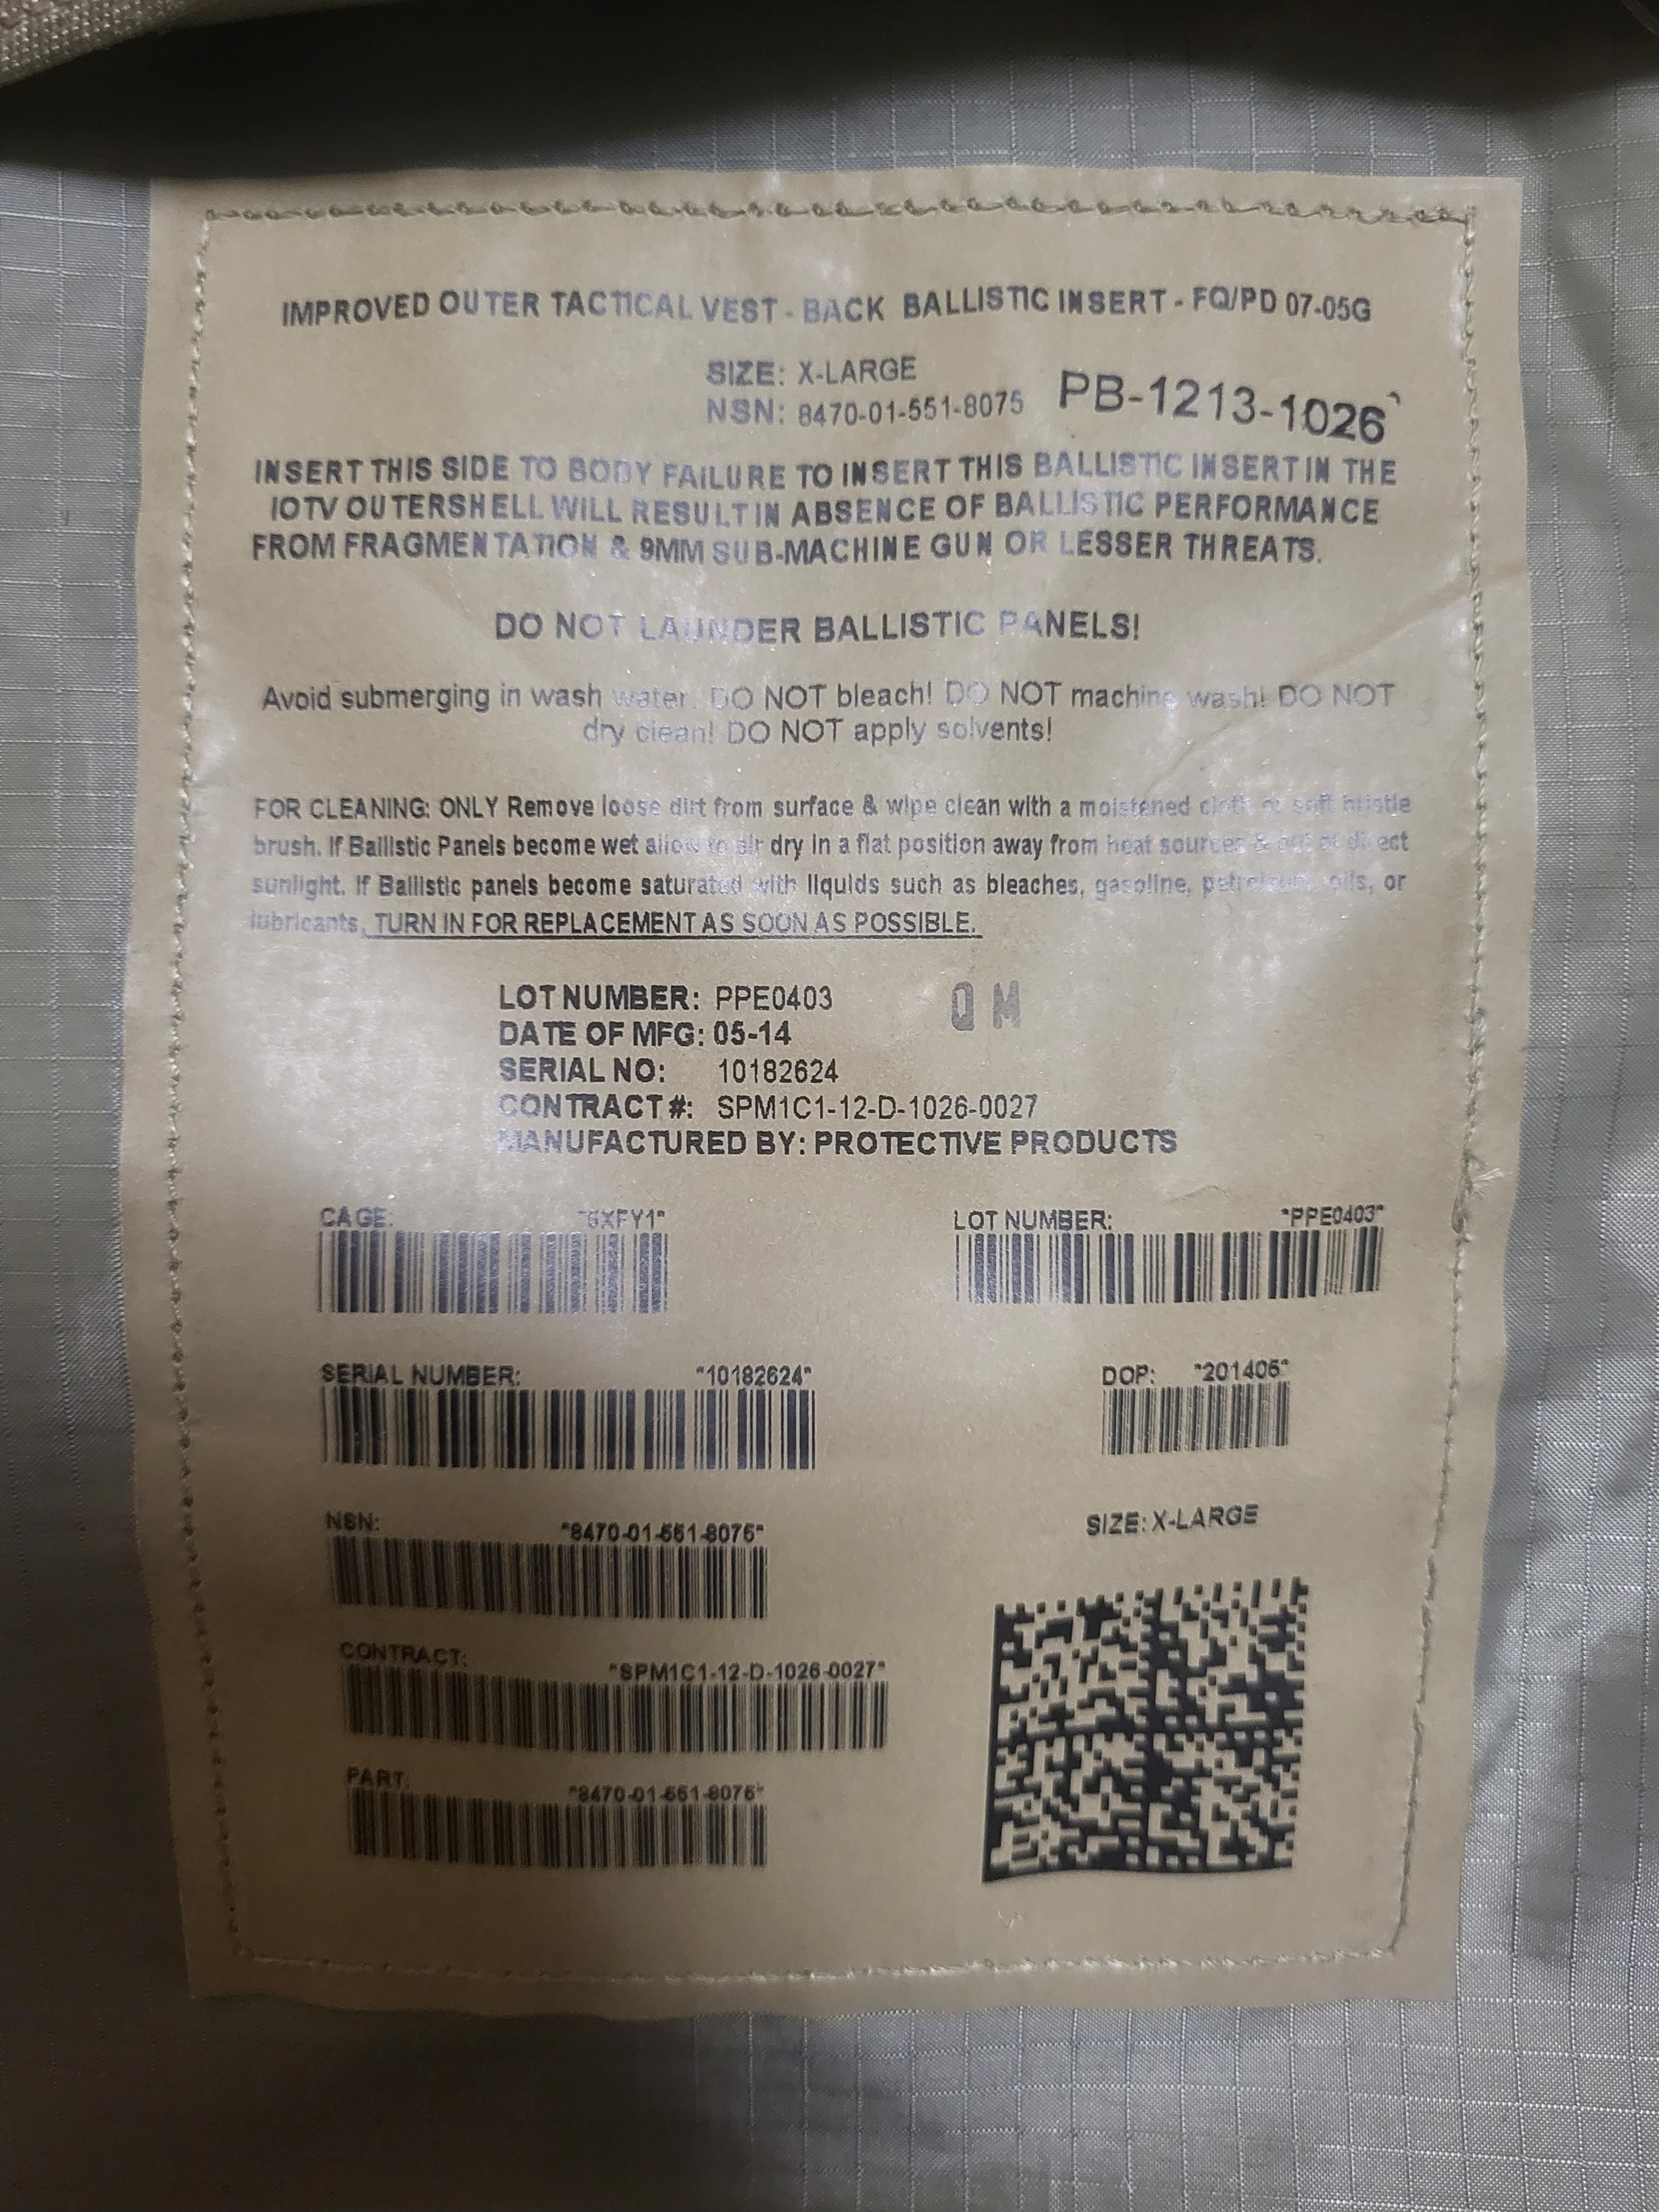 IMPROVED OUTER TACTICAL VEST - BACK BALLISTIC INSERT - FQ/PD 07-05G
SIZE: X-LARGE
NSN: 8470-01-551-8075 PB-1213-1026
INSERT THIS SIDE TO BODY FAILURE TO INSERT THIS BALLISTIC INSERT IN THE
IOTV OUTERSHELL WILL RESULT IN ABSENCE OF BALLISTIC PERFORMANCE
FROM FRAGMENTATION & 9MM SUB-MACHINE GUN OR LESSER THREATS.
DO NOT LAUNDER BALLISTIC PANELS!
Avoid submerging in wash water. DO NOT bleach! DO NOT machine wash! DO NOT
dry clean! DO NOT apply solvents!
FOR CLEANING: ONLY Remove loose dirt from surface & wipe clean with a moistened cloth or soft bristle
brush. If Ballistic Panels become wet allow to air dry in a flat position away from heat sources & out of direct
sunlight. If Ballistic panels become saturated with liquids such as bleaches, gasoline, petroleum, oils, or
lubricants, TURN IN FOR REPLACEMENT AS SOON AS POSSIBLE.
LOT NUMBER: PPE0403 QM
DATE OF MFG: 05-14
SERIAL NO: 10182624
CONTRACT #: SPM1C1-12-D-1026-0027
MANUFACTURED BY: PROTECTIVE PRODUCTS
CAGE: LOT NUMBER: *PPE0403*
SERIAL NUMBER: *10182624* DOP: *201405*
NSN: *8470-01-551-8075* SIZE: X-LARGE
CONTRACT: *SPM1C1-12-D-1026-0027*
PART: *8470-01-551-8075*